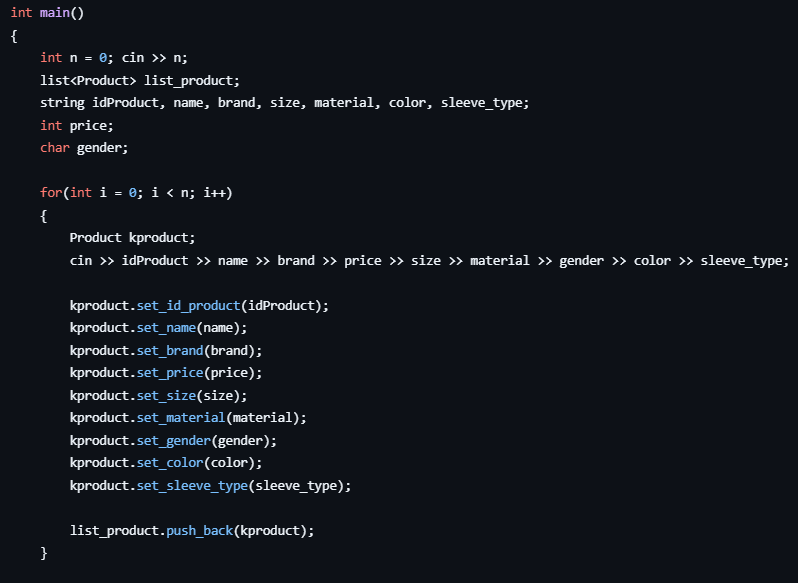 int main()
{
    int n = 0; cin >> n;
    list<Product> list_product;
    string idProduct, name, brand, size, material, color, sleeve_type;
    int price;
    char gender;

    for(int i = 0; i < n; i++)
    {
        Product kproduct;
        cin >> idProduct >> name >> brand >> price >> size >> material >> gender >> color >> sleeve_type;

        kproduct.set_id_product(idProduct);
        kproduct.set_name(name);
        kproduct.set_brand(brand);
        kproduct.set_price(price);
        kproduct.set_size(size);
        kproduct.set_material(material);
        kproduct.set_gender(gender);
        kproduct.set_color(color);
        kproduct.set_sleeve_type(sleeve_type);

        list_product.push_back(kproduct);
    }